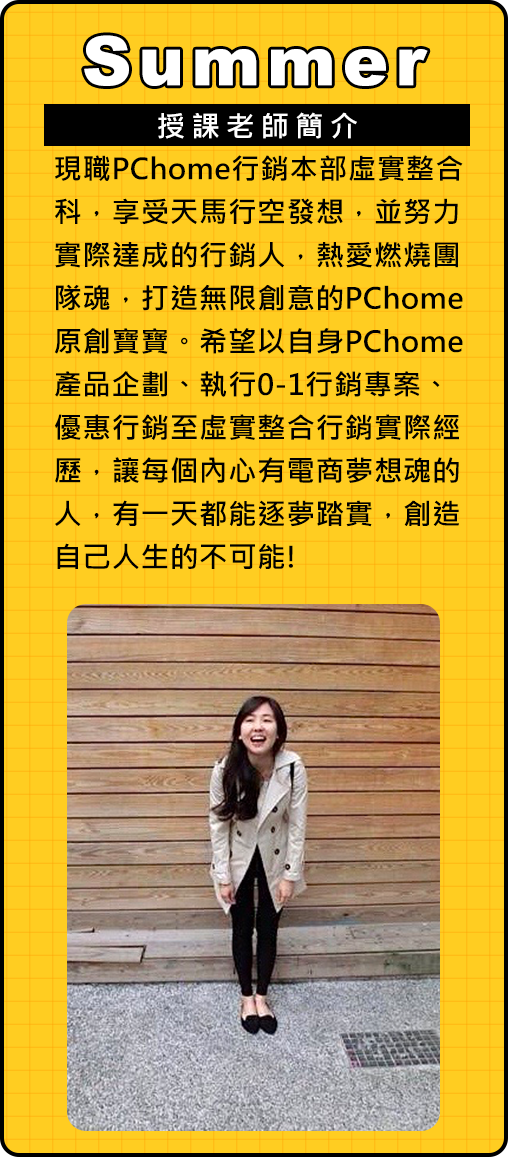 Summer
授課老師簡介
現職PChome行銷本部虛實整合
科，享受天馬行空發想，並努力
實際達成的行銷人，熱愛燃燒團
隊魂，打造無限創意的PChome
原創寶寶。希望以自身PChome
產品企劃、執行0-1行銷專案、
優惠行銷至虛實整合行銷實際經
歷，讓每個內心有電商夢想魂的
人，有一天都能逐夢踏實，創造
自己人生的不可能!